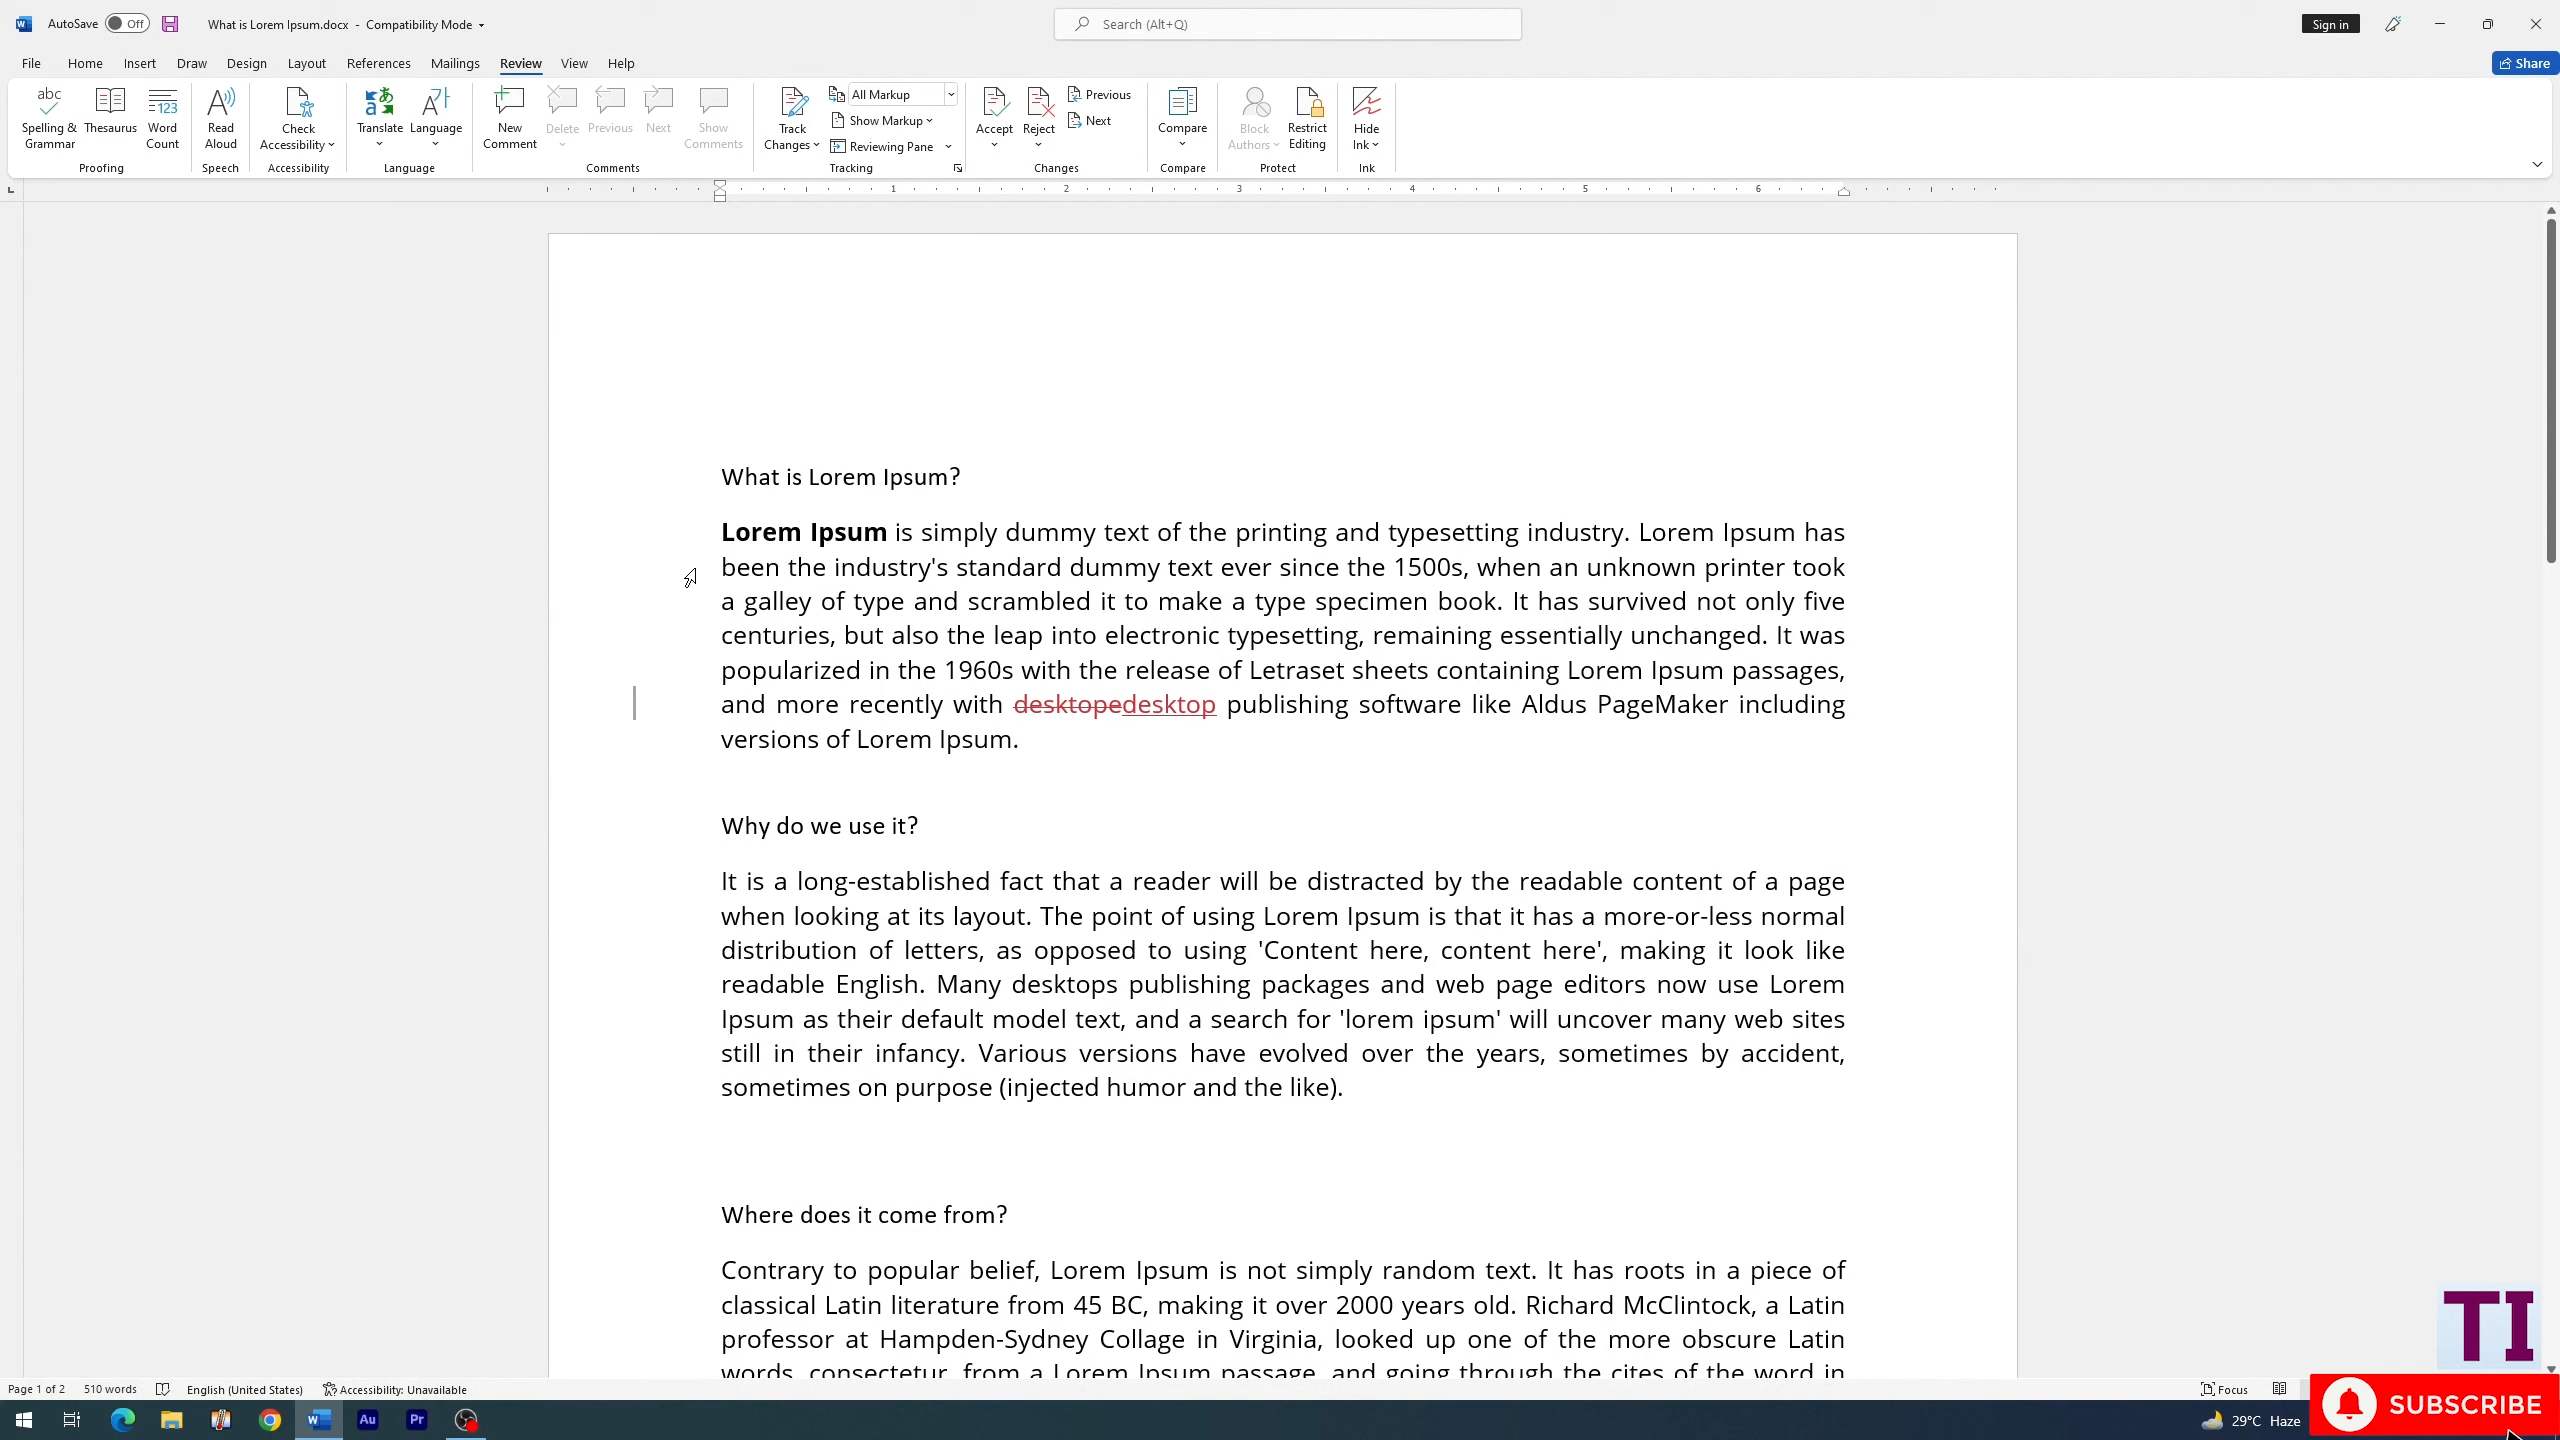 AutoSave Off What is Lorem Ipsum.docx - Compatibility Mode Search (Alt+Q) Sign in
File Home Insert Draw Design Layout References Mailings Review View Help Share
abc
Spelling & Grammar Thesaurus 123 Word Count Read Aloud Check Accessibility Translate Language New Comment Delete Previous Next Show Comments Track Changes All Markup Show Markup Reviewing Pane Accept Reject Previous Next Compare Block Authors Restrict Editing Hide Ink
Proofing Speech Accessibility Language Comments Tracking Changes Compare Protect Ink
1 2 3 4 5 6
What is Lorem Ipsum?
Lorem Ipsum is simply dummy text of the printing and typesetting industry. Lorem Ipsum has
been the industry's standard dummy text ever since the 1500s, when an unknown printer took
a galley of type and scrambled it to make a type specimen book. It has survived not only five
centuries, but also the leap into electronic typesetting, remaining essentially unchanged. It was
popularized in the 1960s with the release of Letraset sheets containing Lorem Ipsum passages,
and more recently with desktopedesktop publishing software like Aldus PageMaker including
versions of Lorem Ipsum.
Why do we use it?
It is a long-established fact that a reader will be distracted by the readable content of a page
when looking at its layout. The point of using Lorem Ipsum is that it has a more-or-less normal
distribution of letters, as opposed to using 'Content here, content here', making it look like
readable English. Many desktops publishing packages and web page editors now use Lorem
Ipsum as their default model text, and a search for 'lorem ipsum' will uncover many web sites
still in their infancy. Various versions have evolved over the years, sometimes by accident,
sometimes on purpose (injected humor and the like).
Where does it come from?
Contrary to popular belief, Lorem Ipsum is not simply random text. It has roots in a piece of
classical Latin literature from 45 BC, making it over 2000 years old. Richard McClintock, a Latin
professor at Hampden-Sydney Collage in Virginia, looked up one of the more obscure Latin
words, consectetur, from a Lorem Ipsum passage, and going through the cites of the word in
TI
Page 1 of 2 510 words English (United States) Accessibility: Unavailable Focus
Au Pr 29°C Haze
SUBSCRIBE